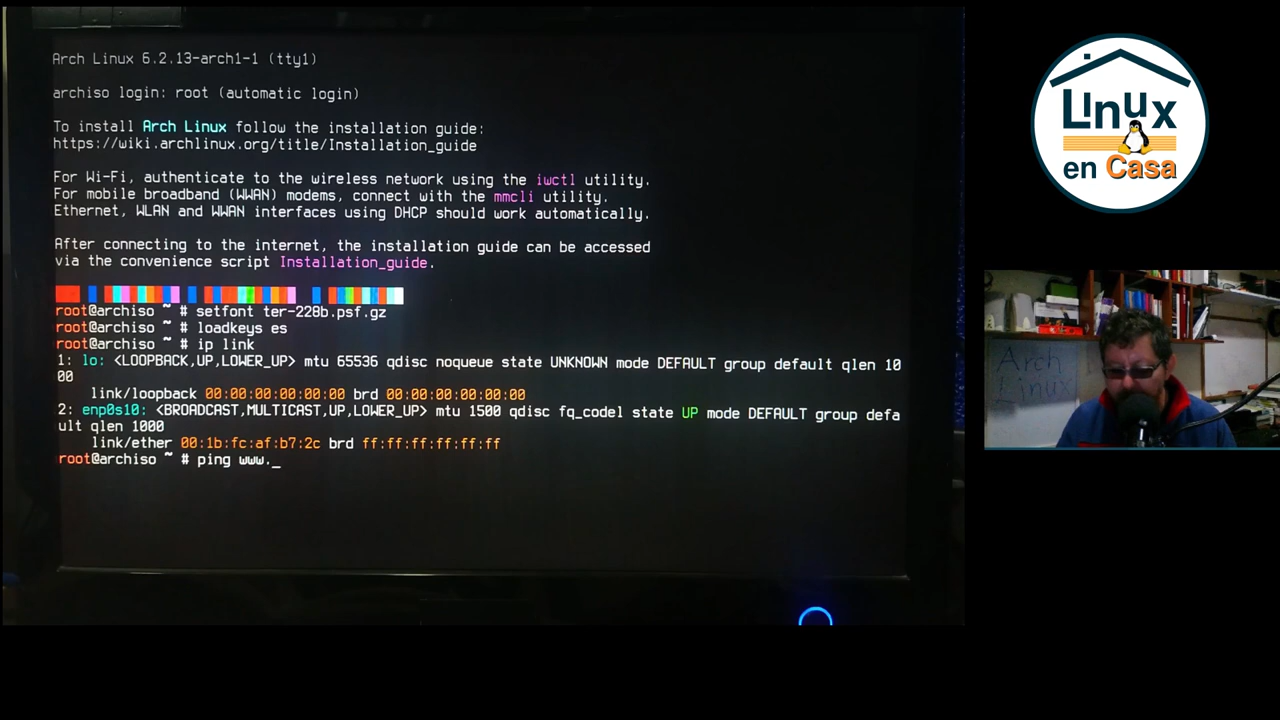 Arch Linux 6.2.13-arch1-1 (tty1)
archiso login: root (automatic login)
To install Arch Linux follow the installation guide:
https://wiki.archlinux.org/title/Installation_guide
For Wi-Fi, authenticate to the wireless network using the iwctl utility.
For mobile broadband (WWAN) modems, connect with the mmcli utility.
Ethernet, WLAN and WWAN interfaces using DHCP should work automatically.
After connecting to the internet, the installation guide can be accessed
via the convenience script Installation_guide.
root@archiso ~ # setfont ter-228b.psf.gz
root@archiso ~ # loadkeys es
root@archiso ~ # ip link
1: lo: <LOOPBACK,UP,LOWER_UP> mtu 65536 qdisc noqueue state UNKNOWN mode DEFAULT group default qlen 10
00
link/loopback 00:00:00:00:00:00 brd 00:00:00:00:00:00
2: enp0s10: <BROADCAST,MULTICAST,UP,LOWER_UP> mtu 1500 qdisc fq_codel state UP mode DEFAULT group defa
ult qlen 1000
link/ether 00:1b:fc:af:b7:2c brd ff:ff:ff:ff:ff:ff
root@archiso ~ # ping www._
Linux
en Casa
Arch
Linux